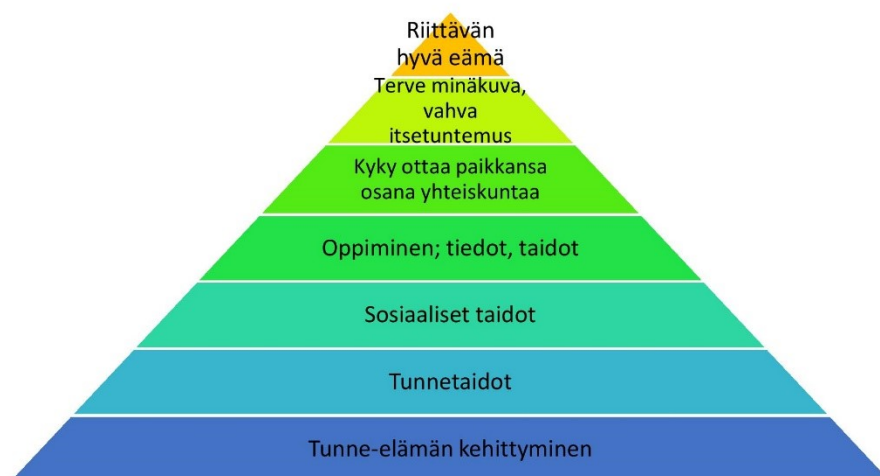 Riittävän
hyvä eämä
Terve minäkuva,
vahva
itsetuntemus
Kyky ottaa paikkansa
osana yhteiskuntaa
Oppiminen; tiedot, taidot
Sosiaaliset taidot
Tunnetaidot
Tunne-elämän kehittyminen